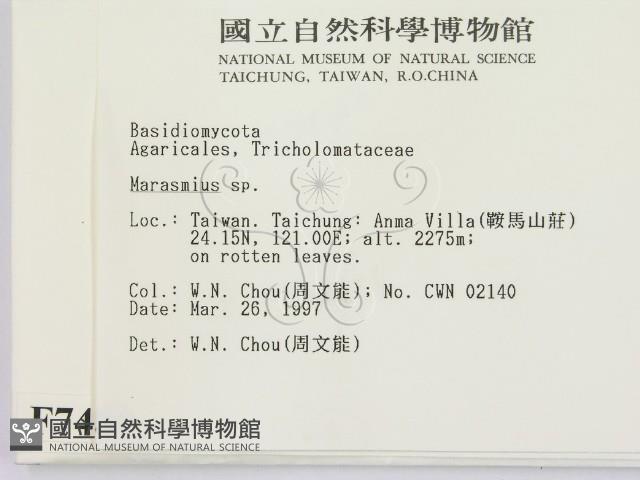 國立自然科學博物館
NATIONAL MUSEUM OF NATURAL SCIENCE
TAICHUNG, TAIWAN, R.O.CHINA
Basidiomycota
Agaricales, Tricholomataceae
Marasmius sp.
Loc.: Taiwan. Taichung: Anma Villa(鞍馬山莊)
24.15N, 121.00E; alt. 2275m;
on rotten leaves.
Col.: W.N. Chou(周文能); No. CWN 02140
Date: Mar. 26, 1997
Det.: W.N. Chou(周文能)
F74
國立自然科學博物館
NATIONAL MUSEUM OF NATURAL SCIENCE